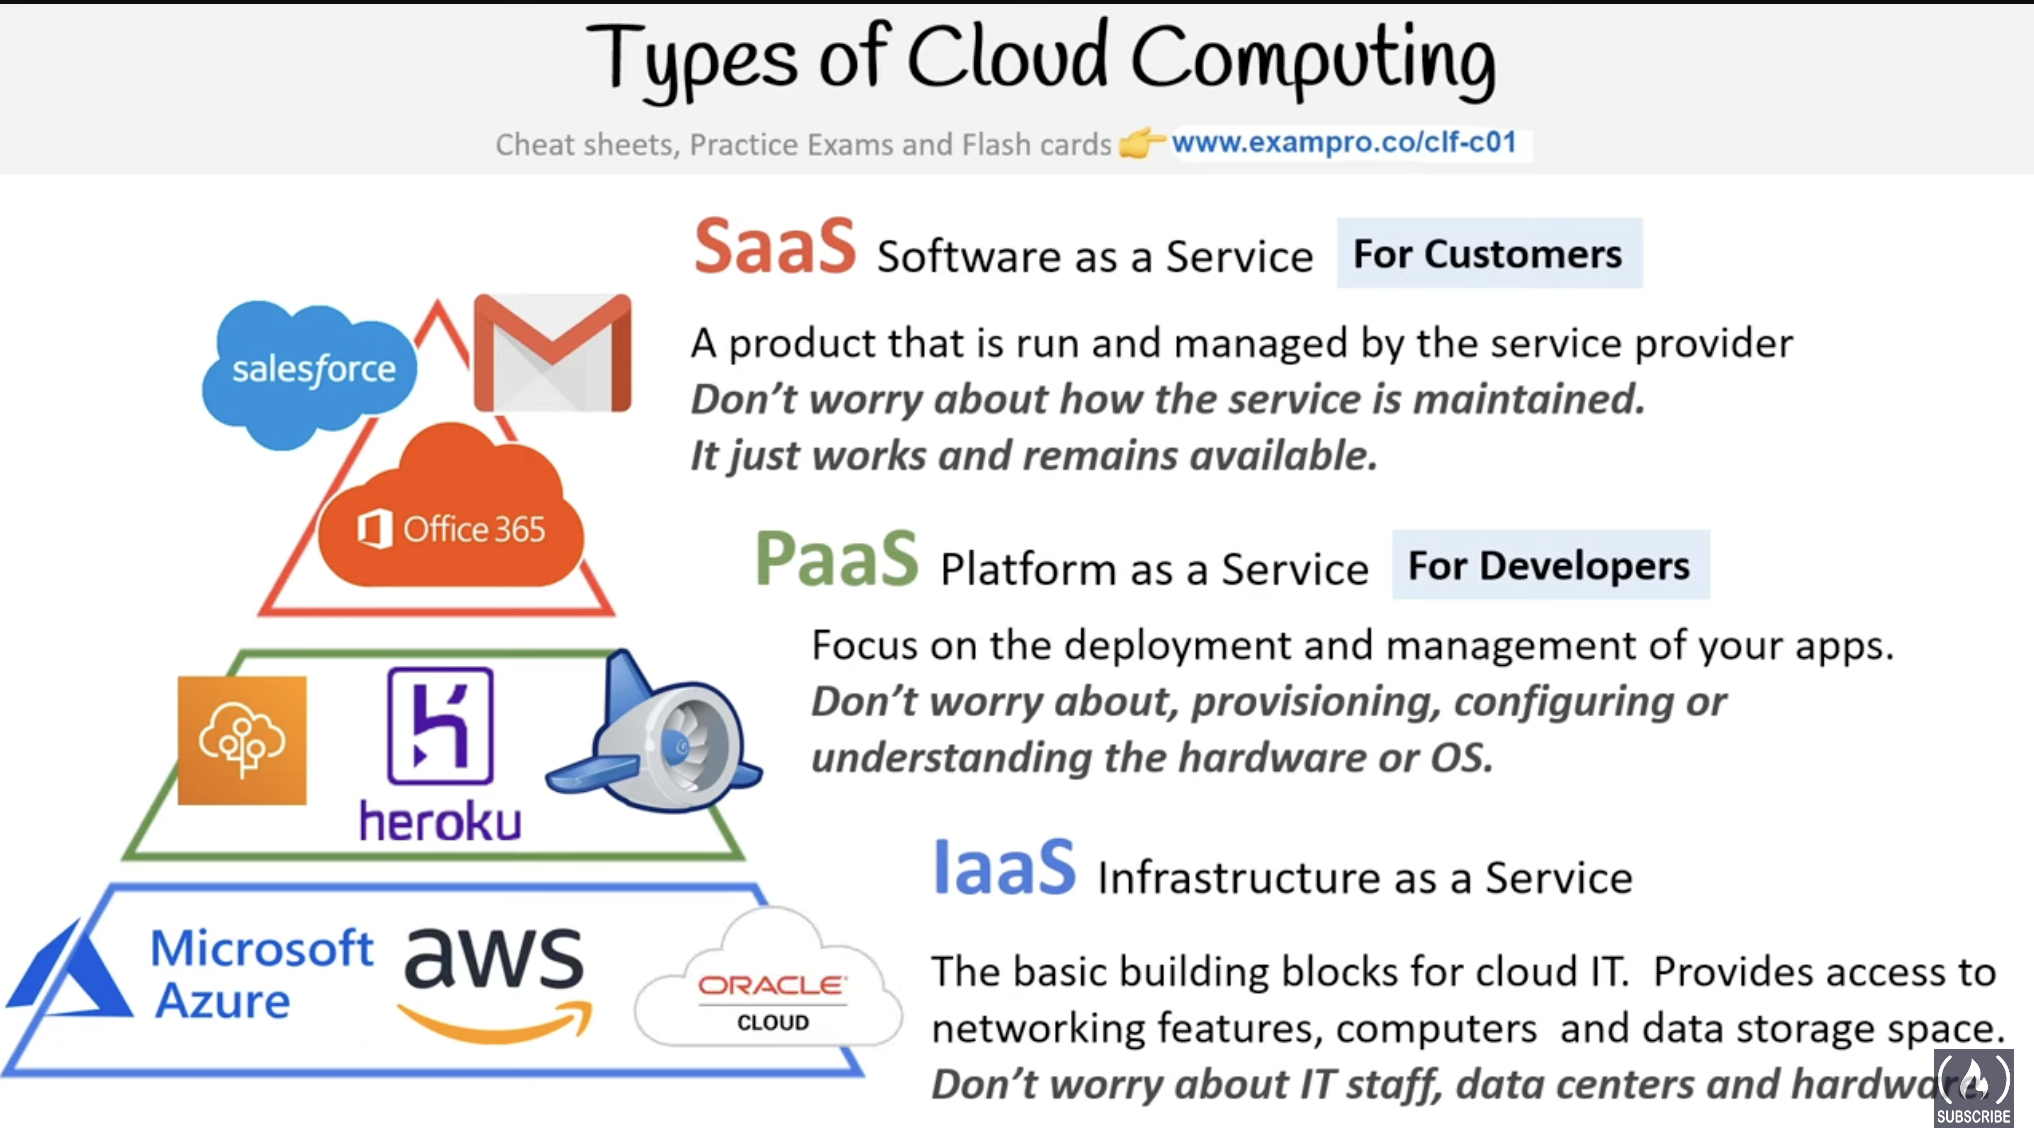 Types of Cloud Computing
Cheat sheets, Practice Exams and Flash cards 👉 www.exampro.co/clf-c01
SaaS Software as a Service For Customers
A product that is run and managed by the service provider
Don’t worry about how the service is maintained.
It just works and remains available.
salesforce
Office 365
PaaS Platform as a Service For Developers
Focus on the deployment and management of your apps.
Don’t worry about, provisioning, configuring or
understanding the hardware or OS.
heroku
IaaS Infrastructure as a Service
The basic building blocks for cloud IT. Provides access to
networking features, computers and data storage space.
Don’t worry about IT staff, data centers and hardware.
Microsoft
Azure
aws
ORACLE
CLOUD
SUBSCRIBE